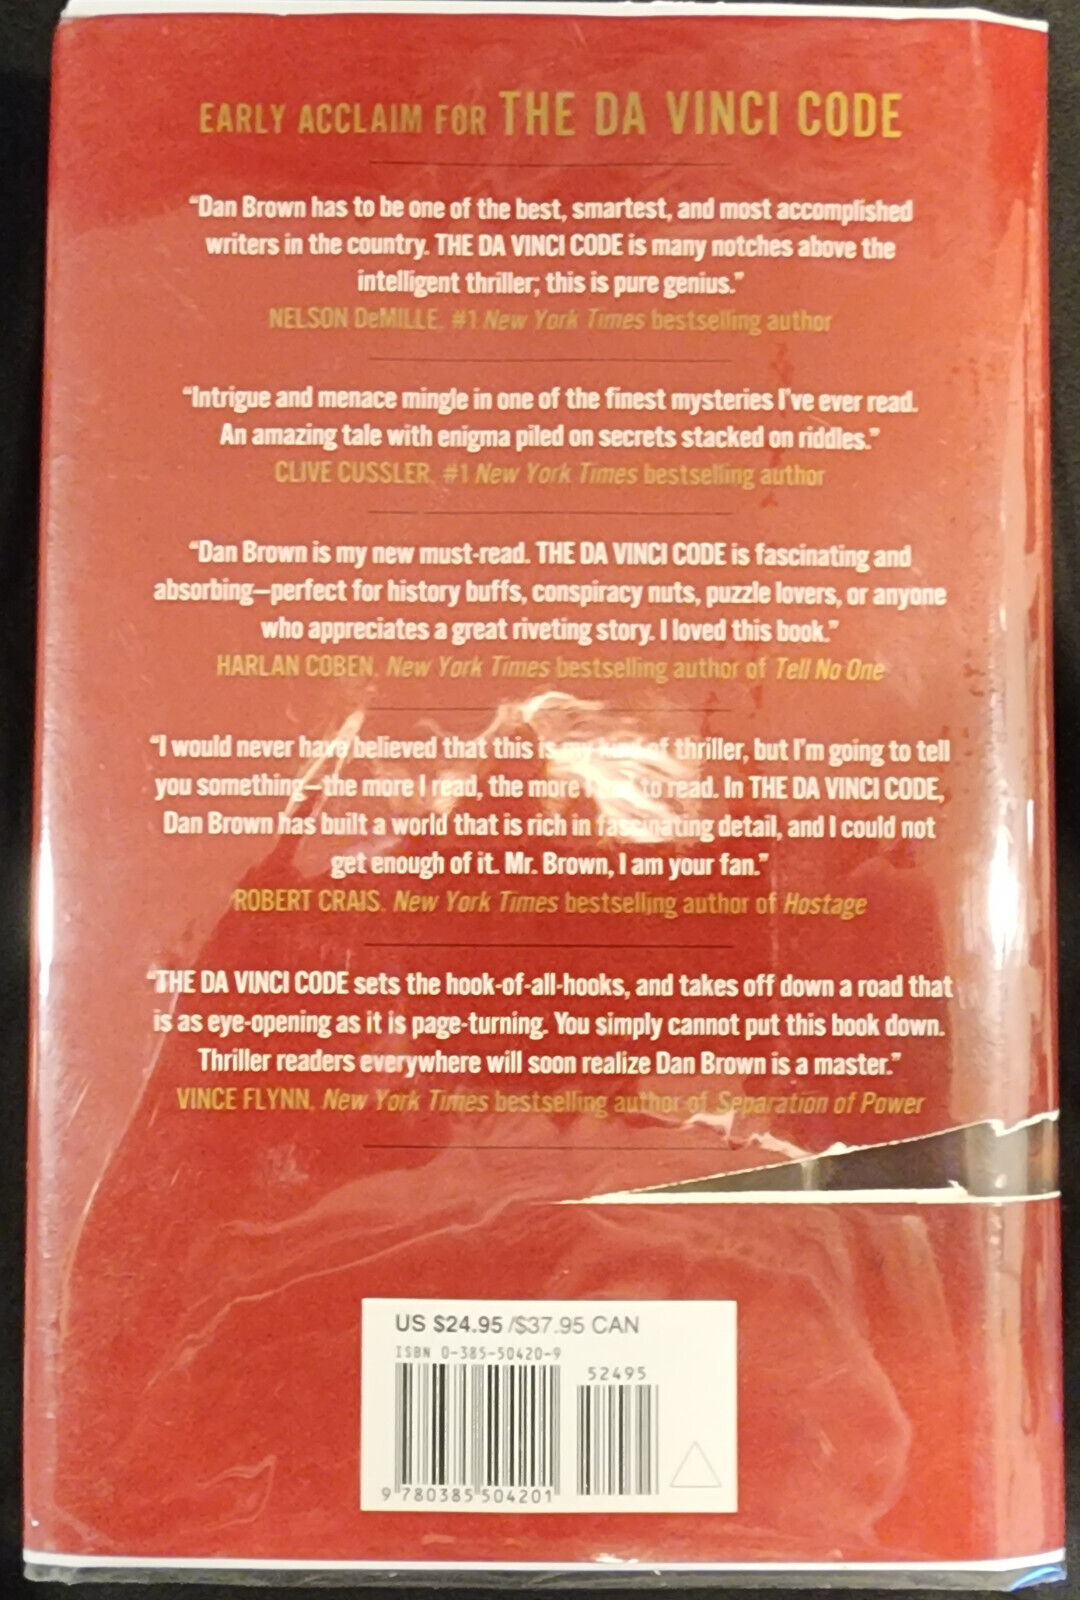 EARLY ACCLAIM FOR THE DA VINCI CODE
"Dan Brown has to be one of the best, smartest, and most accomplished
writers in the country. THE DA VINCI CODE is many notches above the
intelligent thriller; this is pure genius."
NELSON DeMILLE, #1 New York Times bestselling author
"Intrigue and menace mingle in one of the finest mysteries I've ever read.
An amazing tale with enigma piled on secrets stacked on riddles."
CLIVE CUSSLER, #1 New York Times bestselling author
"Dan Brown is my new must-read. THE DA VINCI CODE is fascinating and
absorbing—perfect for history buffs, conspiracy nuts, puzzle lovers, or anyone
who appreciates a great riveting story. I loved this book."
HARLAN COBEN, New York Times bestselling author of Tell No One
"I would never have believed that this is my kind of thriller, but I'm going to tell
you something—the more I read, the more I to read. In THE DA VINCI CODE,
Dan Brown has built a world that is rich in fascinating detail, and I could not
get enough of it. Mr. Brown, I am your fan."
ROBERT CRAIS, New York Times bestselling author of Hostage
"THE DA VINCI CODE sets the hook-of-all-hooks, and takes off down a road that
is as eye-opening as it is page-turning. You simply cannot put this book down.
Thriller readers everywhere will soon realize Dan Brown is a master."
VINCE FLYNN, New York Times bestselling author of Separation of Power
US $24.95 /$37.95 CAN
ISBN 0-385-50420-9
52495
9 780385 504201